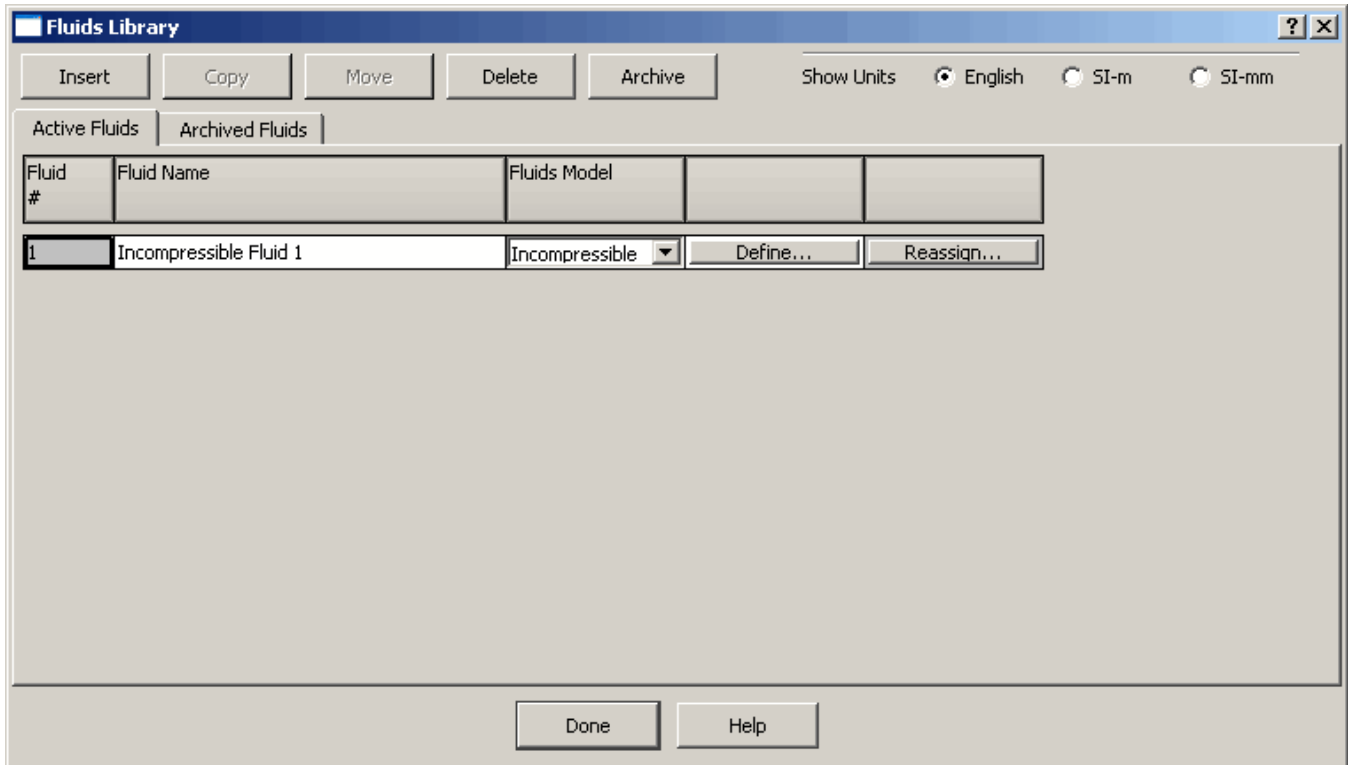 Fluids Library ? X
Insert Copy Move Delete Archive Show Units English SI-m SI-mm
Active Fluids Archived Fluids
Fluid Fluid Name Fluids Model
#
1 Incompressible Fluid 1 Incompressible Define... Reassign...
Done Help